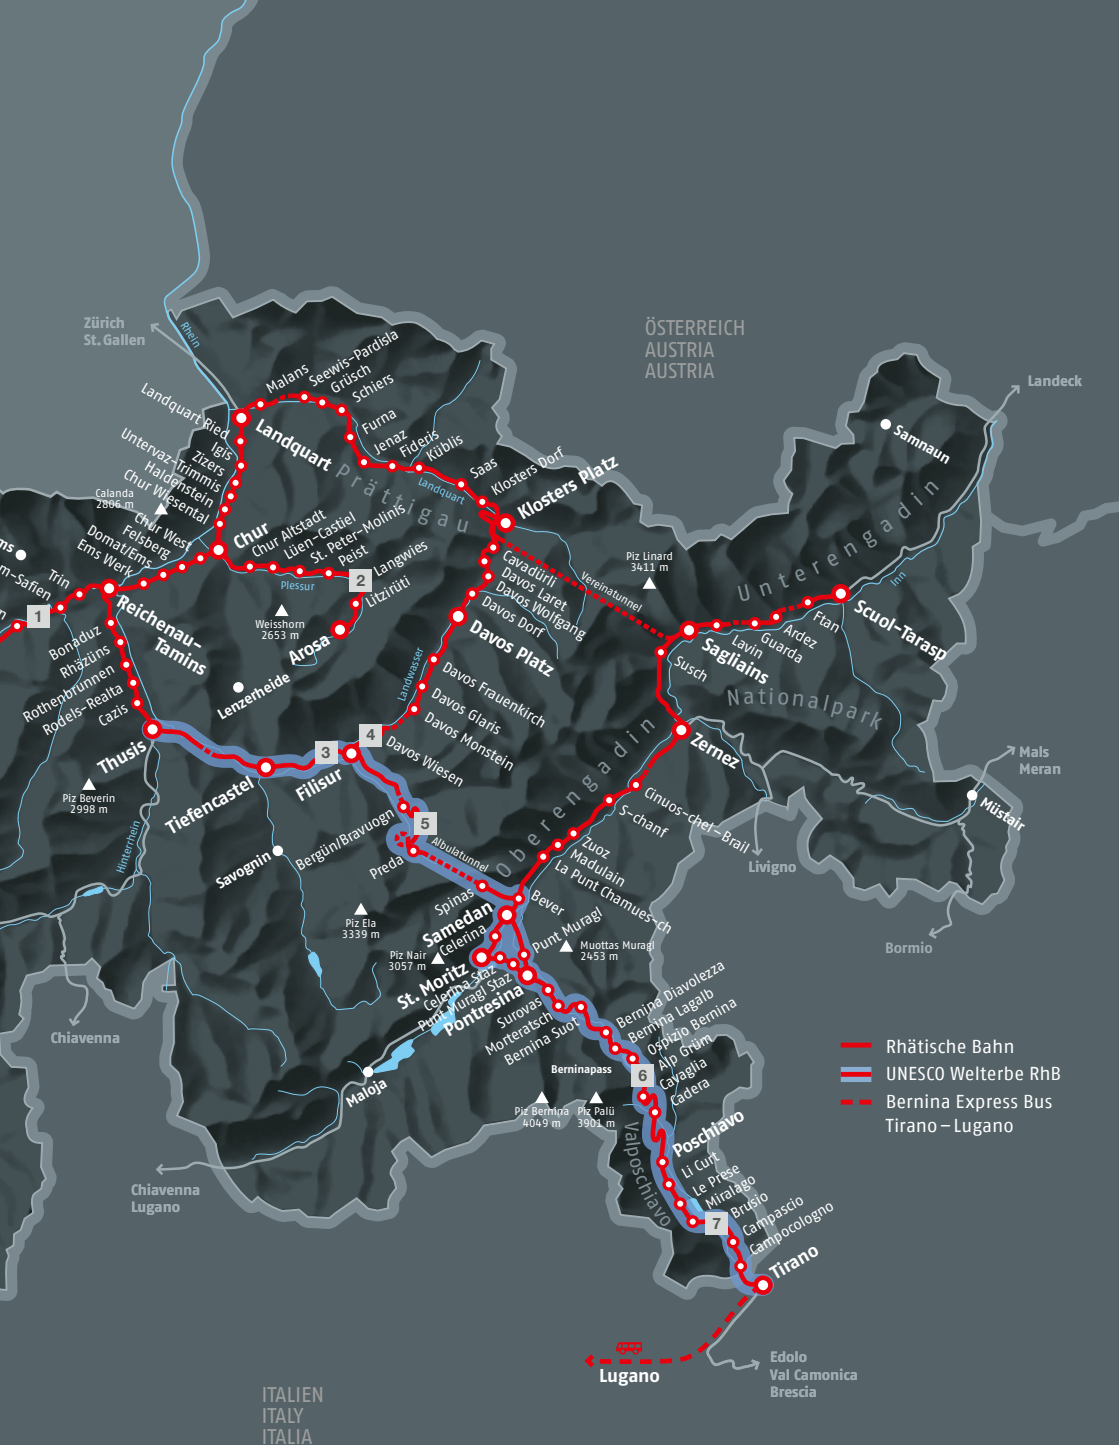 Zürich
St. Gallen
Rhein
ÖSTERREICH
AUSTRIA
AUSTRIA
Landeck
Samnaun
Malans
Seewis-Pardisla
Grüsch
Schiers
Furna
Jenaz
Fideris
Küblis
Saas
Klosters Dorf
Klosters Platz
Landquart
Landquart
Prättigau
Landquart Ried
Igis
Zizers
Untervaz-Trimmis
Haldenstein
Chur Wiesental
Calanda
2806 m
Chur West
Felsberg
Domat/Ems
Ems Werk
Chur
Chur Altstadt
Lüen-Castiel
St. Peter-Molinis
Peist
Langwies
Litzirüti
Plessur
2
Arosa
Weisshorn
2653 m
ms
m-Safien
Trin
n
1
Reichenau-
Tamins
Bonaduz
Rhäzüns
Rothenbrunnen
Rodels-Realta
Cazis
Thusis
Lenzerheide
Piz Beverin
2998 m
Hinterrhein
Tiefencastel
3
Filisur
4
Savognin
Cavadürli
Davos Laret
Davos Wolfgang
Davos Dorf
Davos Platz
Landwasser
Davos Frauenkirch
Davos Glaris
Davos Monstein
Davos Wiesen
Vereinatunnel
Piz Linard
3411 m
Unterengadin
Inn
Scuol-Tarasp
Ftan
Ardez
Guarda
Lavin
Sagliains
Susch
Nationalpark
Zernez
Mals
Meran
Müstair
Livigno
Bormio
Oberengadin
Cinuos-chel-Brail
S-chanf
Zuoz
Madulain
La Punt Chamues-ch
Bever
Bergün/Bravuogn
5
Preda
Albulatunnel
Spinas
Samedan
Celerina
Piz Ela
3339 m
Piz Nair
3057 m
St. Moritz
Celerina Staz
Punt Muragl Staz
Pontresina
Punt Muragl
Muottas Muragl
2453 m
Surovas
Morteratsch
Bernina Suot
Bernina Diavolezza
Bernina Lagalb
Ospizio Bernina
Alp Grüm
Cavaglia
Cadera
Berninapass
6
Piz Bernina
4049 m
Piz Palü
3901 m
Chiavenna
Maloja
Chiavenna
Lugano
Valposchiavo
Poschiavo
Li Curt
Le Prese
Miralago
Brusio
7
Campascio
Campocologno
Tirano
Rhätische Bahn
UNESCO Welterbe RhB
Bernina Express Bus
Tirano – Lugano
Lugano
Edolo
Val Camonica
Brescia
ITALIEN
ITALY
ITALIA